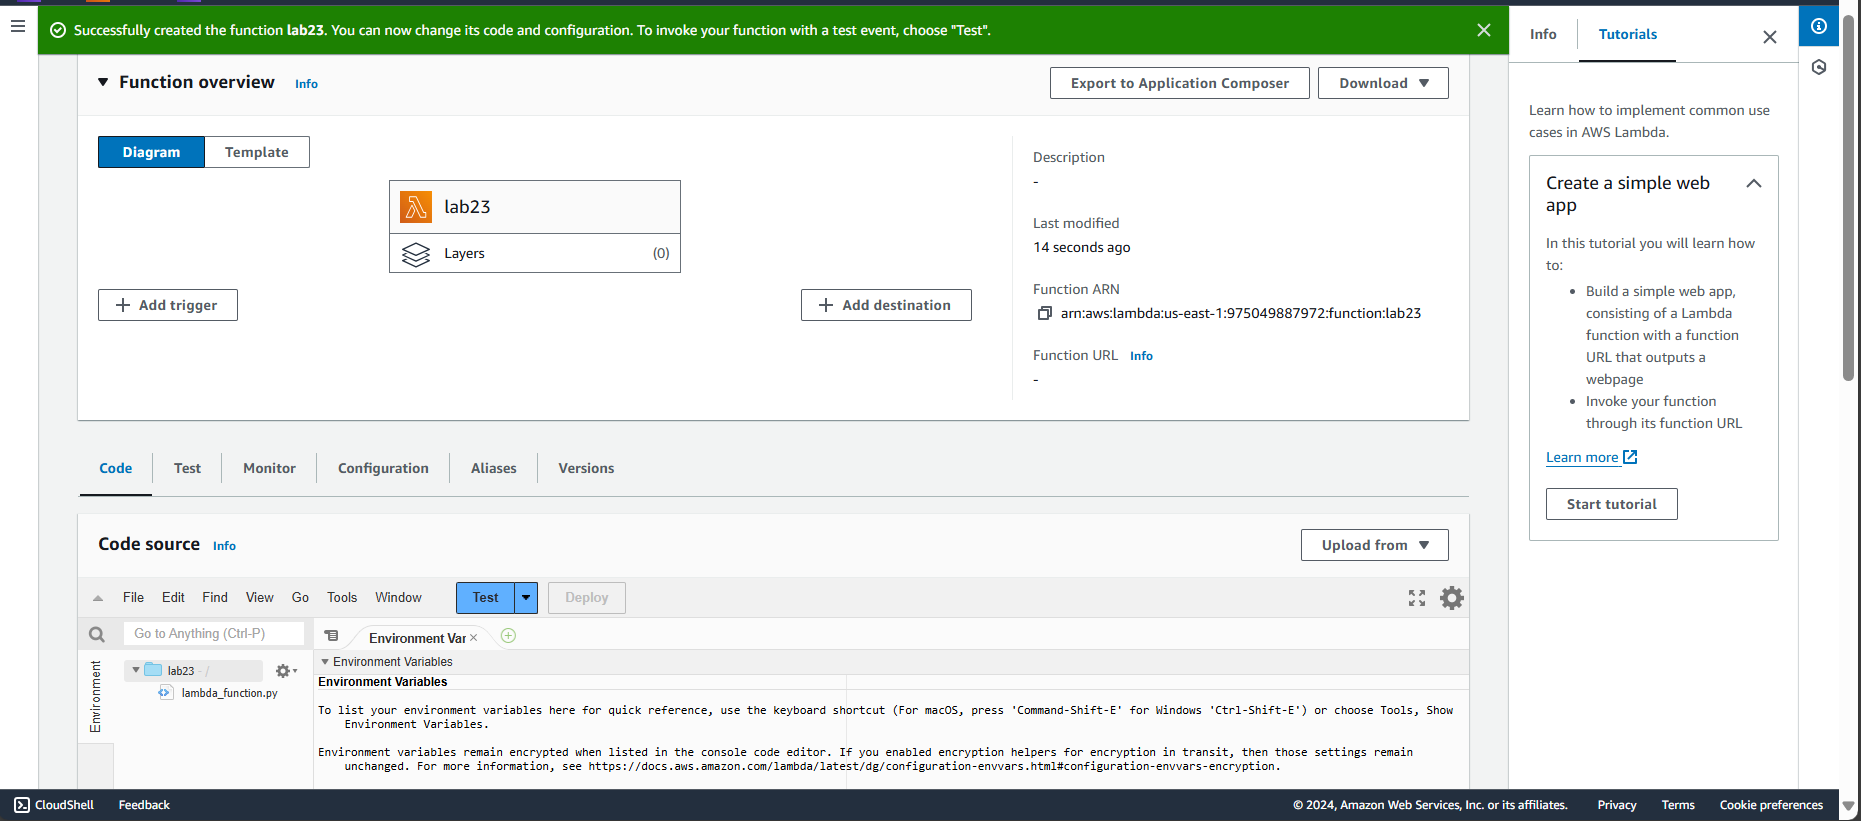 Successfully created the function lab23. You can now change its code and configuration. To invoke your function with a test event, choose "Test".
Function overview Info
Export to Application Composer
Download
Diagram
Template
lab23
Layers (0)
Add trigger
Add destination
Description
-
Last modified
14 seconds ago
Function ARN
arn:aws:lambda:us-east-1:975049887972:function:lab23
Function URL Info
-
Code
Test
Monitor
Configuration
Aliases
Versions
Code source Info
Upload from
File Edit Find View Go Tools Window
Test
Deploy
Go to Anything (Ctrl-P)
Environment Var
Environment
lab23 - /
lambda_function.py
Environment Variables
Environment Variables
To list your environment variables here for quick reference, use the keyboard shortcut (For macOS, press 'Command-Shift-E' for Windows 'Ctrl-Shift-E') or choose Tools, Show
Environment Variables.
Environment variables remain encrypted when listed in the console code editor. If you enabled encryption helpers for encryption in transit, then those settings remain
unchanged. For more information, see https://docs.aws.amazon.com/lambda/latest/dg/configuration-envvars.html#configuration-envvars-encryption.
Info
Tutorials
Learn how to implement common use
cases in AWS Lambda.
Create a simple web
app
In this tutorial you will learn how
to:
• Build a simple web app,
consisting of a Lambda
function with a function
URL that outputs a
webpage
• Invoke your function
through its function URL
Learn more
Start tutorial
CloudShell
Feedback
© 2024, Amazon Web Services, Inc. or its affiliates.
Privacy
Terms
Cookie preferences